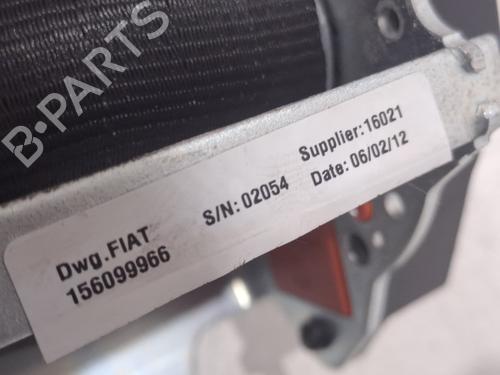 B-PARTS
Dwg.FIAT
156099966
S/N: 02054
Supplier:16021
Date: 06/02/12